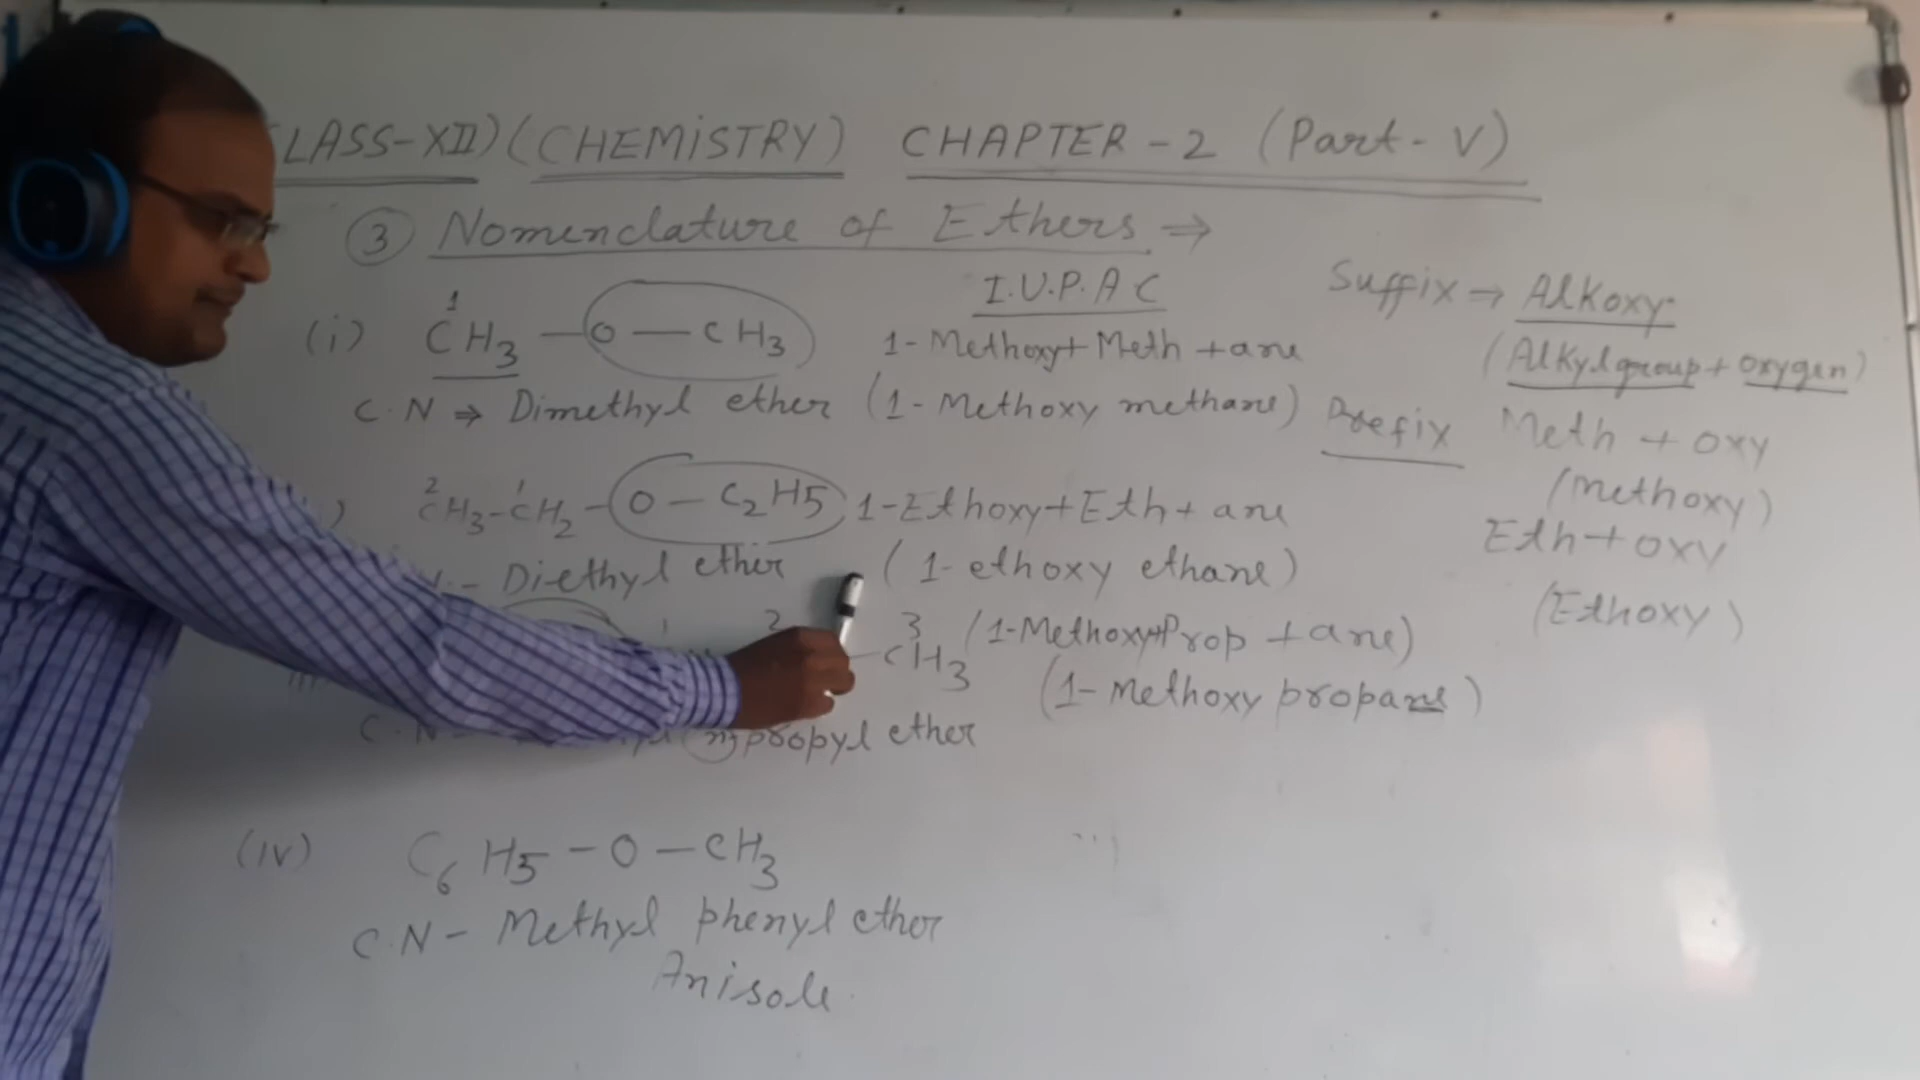 LASS-XII) (CHEMISTRY) CHAPTER - 2 (Part - V)
③ Nomenclature of Ethers ⇒
I.U.P.A C
Suffix → Alkoxy
(Alkyl group + oxygen)
1
(i) CH3 — O — CH3 1-Methoxy + Meth + ane
C.N ⇒ Dimethyl ether (1- Methoxy methane)
Prefix Meth + oxy
(Methoxy)
2 1
) CH3-CH2 - O - C2H5 1-Ethoxy + Eth + ane
Eth + oxy
- Diethyl ether (1- ethoxy ethane)
(Ethoxy)
1 2 3
CH3 (1-Methoxy+Prop + ane)
(1- Methoxy propane)
C.N - n-propyl ether
(iv) C6H5 - O - CH3
C.N - Methyl phenyl ether
Anisole